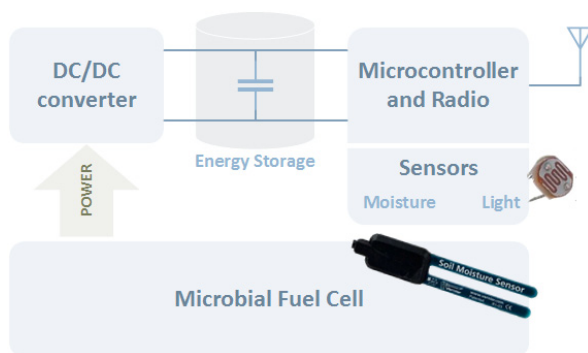 DC/DC
converter
Microcontroller
and Radio
Energy Storage
POWER
Sensors
Moisture Light
Soil Moisture Sensor
Microbial Fuel Cell